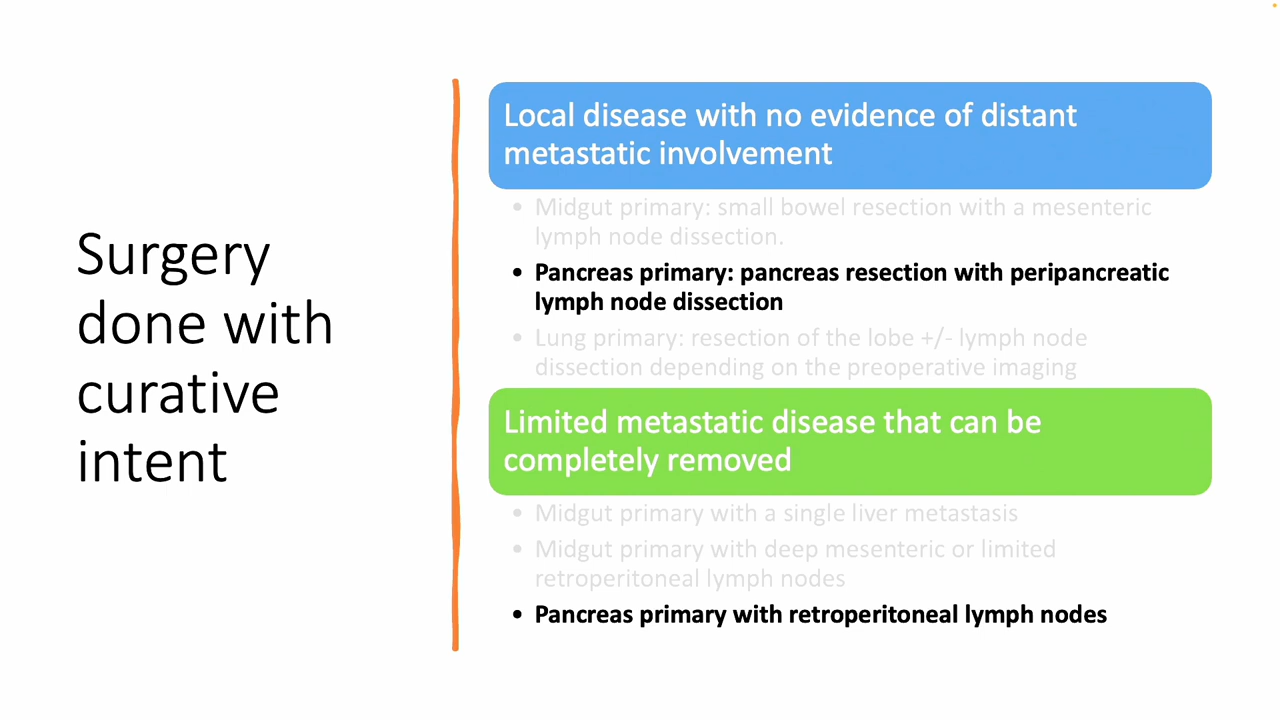 Surgery
done with
curative
intent
Local disease with no evidence of distant
metastatic involvement
• Midgut primary: small bowel resection with a mesenteric
lymph node dissection.
• Pancreas primary: pancreas resection with peripancreatic
lymph node dissection
• Lung primary: resection of the lobe +/- lymph node
dissection depending on the preoperative imaging
Limited metastatic disease that can be
completely removed
• Midgut primary with a single liver metastasis
• Midgut primary with deep mesenteric or limited
retroperitoneal lymph nodes
• Pancreas primary with retroperitoneal lymph nodes